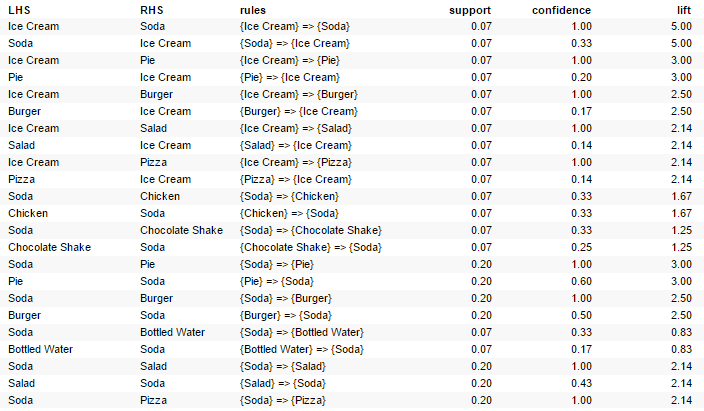 LHS RHS rules support confidence lift
Ice Cream Soda {Ice Cream} => {Soda} 0.07 1.00 5.00
Soda Ice Cream {Soda} => {Ice Cream} 0.07 0.33 5.00
Ice Cream Pie {Ice Cream} => {Pie} 0.07 1.00 3.00
Pie Ice Cream {Pie} => {Ice Cream} 0.07 0.20 3.00
Ice Cream Burger {Ice Cream} => {Burger} 0.07 1.00 2.50
Burger Ice Cream {Burger} => {Ice Cream} 0.07 0.17 2.50
Ice Cream Salad {Ice Cream} => {Salad} 0.07 1.00 2.14
Salad Ice Cream {Salad} => {Ice Cream} 0.07 0.14 2.14
Ice Cream Pizza {Ice Cream} => {Pizza} 0.07 1.00 2.14
Pizza Ice Cream {Pizza} => {Ice Cream} 0.07 0.14 2.14
Soda Chicken {Soda} => {Chicken} 0.07 0.33 1.67
Chicken Soda {Chicken} => {Soda} 0.07 0.33 1.67
Soda Chocolate Shake {Soda} => {Chocolate Shake} 0.07 0.33 1.25
Chocolate Shake Soda {Chocolate Shake} => {Soda} 0.07 0.25 1.25
Soda Pie {Soda} => {Pie} 0.20 1.00 3.00
Pie Soda {Pie} => {Soda} 0.20 0.60 3.00
Soda Burger {Soda} => {Burger} 0.20 1.00 2.50
Burger Soda {Burger} => {Soda} 0.20 0.50 2.50
Soda Bottled Water {Soda} => {Bottled Water} 0.07 0.33 0.83
Bottled Water Soda {Bottled Water} => {Soda} 0.07 0.17 0.83
Soda Salad {Soda} => {Salad} 0.20 1.00 2.14
Salad Soda {Salad} => {Soda} 0.20 0.43 2.14
Soda Pizza {Soda} => {Pizza} 0.20 1.00 2.14